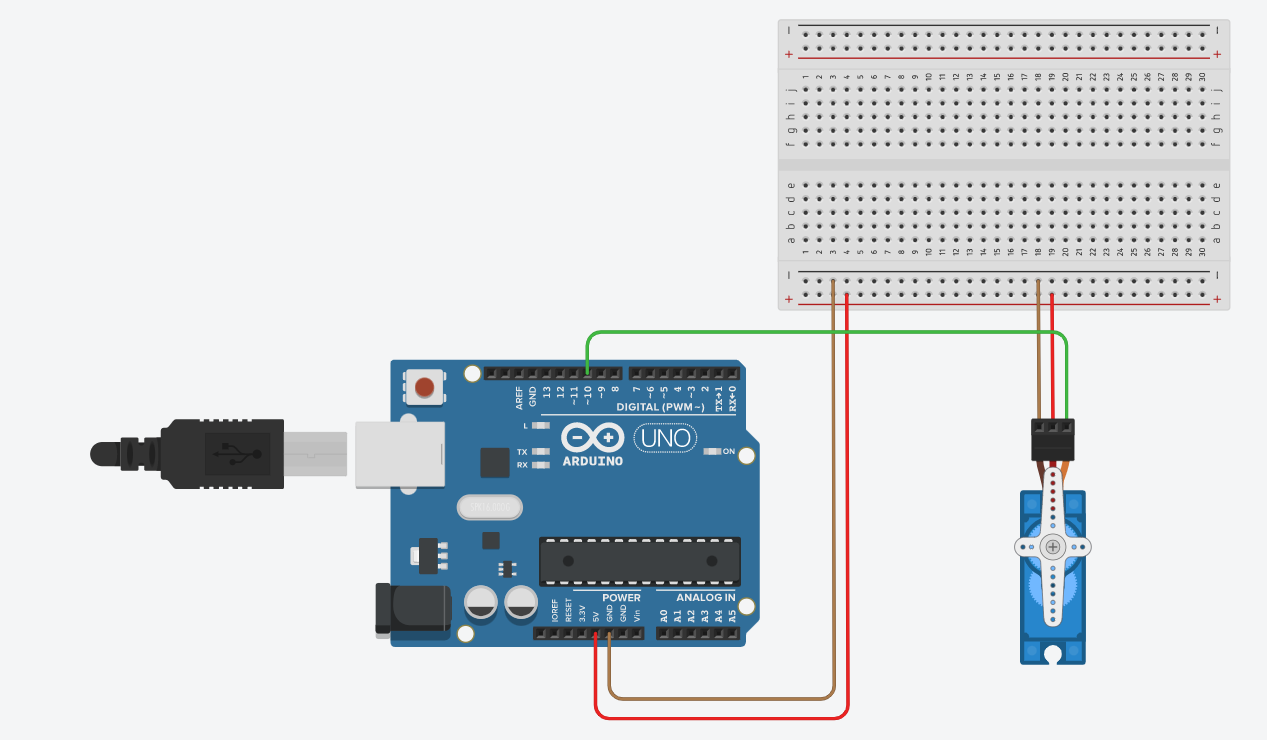 − −
+ +
1 2 3 4 5 6 7 8 9 10 11 12 13 14 15 16 17 18 19 20 21 22 23 24 25 26 27 28 29 30
j j
i i
h h
g g
f f
e e
d d
c c
b b
a a
1 2 3 4 5 6 7 8 9 10 11 12 13 14 15 16 17 18 19 20 21 22 23 24 25 26 27 28 29 30
− −
+ +
AREF GND 13 12 ~11 ~10 ~9 8 7 ~6 ~5 4 ~3 2 TX→1 RX←0
DIGITAL (PWM~)
L
TX
RX
ARDUINO
UNO
ON
POWER
ANALOG IN
IOREF RESET 3.3V 5V GND GND Vin A0 A1 A2 A3 A4 A5